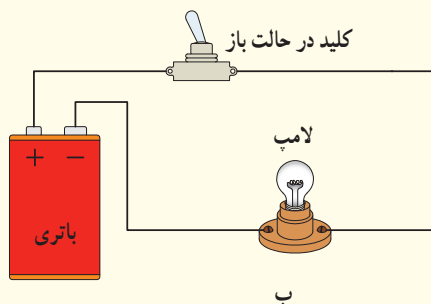 کلید در حالت باز
لامپ
+ −
باتری
ب